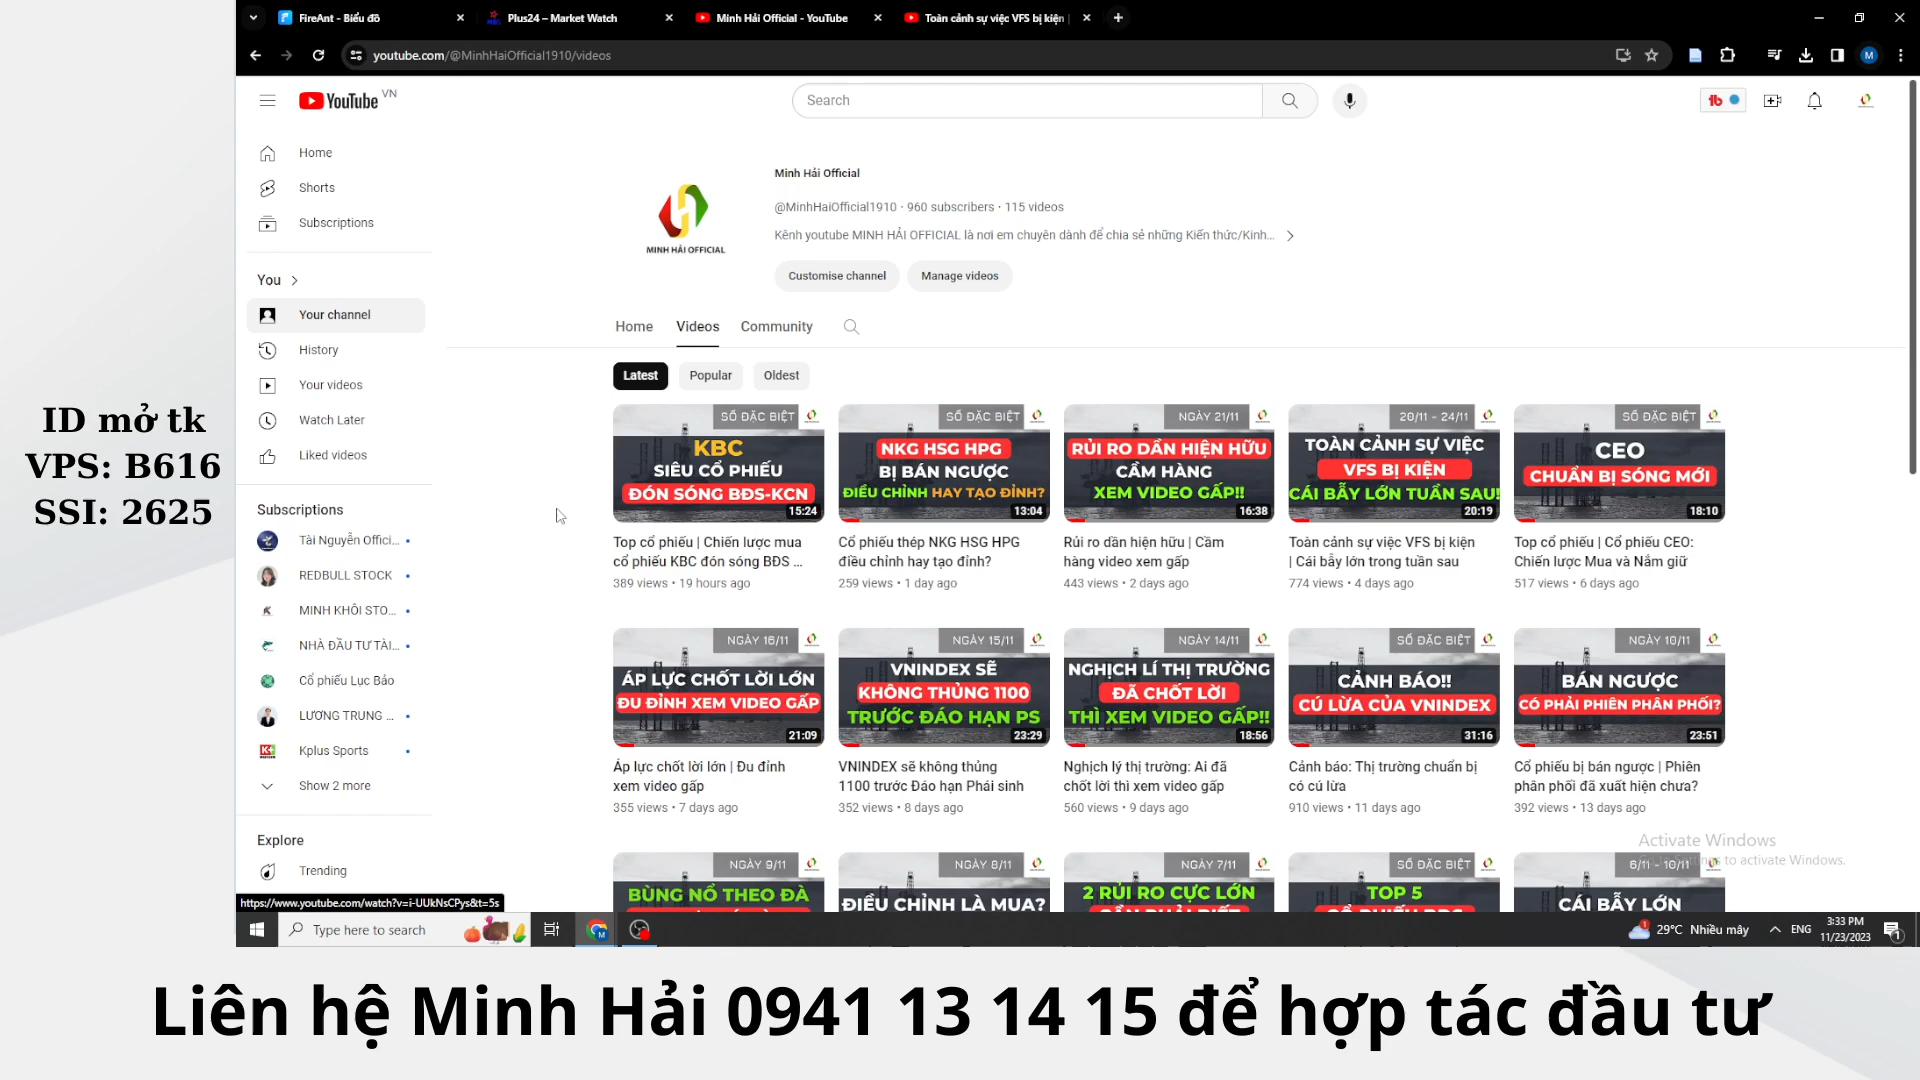 FireAnt - Biểu đồ
Plus24 – Market Watch
Minh Hải Official - YouTube
Toàn cảnh sự việc VFS bị kiện |
youtube.com/@MinhHaiOfficial1910/videos
M
YouTube VN
Search
Home
Shorts
Subscriptions
You
Your channel
History
Your videos
Watch Later
Liked videos
Subscriptions
Tài Nguyễn Offici...
REDBULL STOCK
MINH KHÔI STO...
NHÀ ĐẦU TƯ TÀI...
Cổ phiếu Lục Bảo
LƯƠNG TRUNG ...
Kplus Sports
Show 2 more
Explore
Trending
MINH HẢI OFFICIAL
Minh Hải Official
@MinhHaiOfficial1910 · 960 subscribers · 115 videos
Kênh youtube MINH HẢI OFFICIAL là nơi em chuyên dành để chia sẻ những Kiến thức/Kinh...
Customise channel
Manage videos
Home
Videos
Community
Latest
Popular
Oldest
SỐ ĐẶC BIỆT
KBC
SIÊU CỔ PHIẾU
ĐÓN SÓNG BĐS-KCN
15:24
Top cổ phiếu | Chiến lược mua
cổ phiếu KBC đón sóng BĐS ...
389 views • 19 hours ago
SỐ ĐẶC BIỆT
NKG HSG HPG
BỊ BÁN NGƯỢC
ĐIỀU CHỈNH HAY TẠO ĐỈNH?
13:04
Cổ phiếu thép NKG HSG HPG
điều chỉnh hay tạo đỉnh?
259 views • 1 day ago
NGÀY 21/11
RỦI RO DẦN HIỆN HỮU
CẦM HÀNG
XEM VIDEO GẤP!!
16:38
Rủi ro dần hiện hữu | Cầm
hàng video xem gấp
443 views • 2 days ago
20/11 - 24/11
TOÀN CẢNH SỰ VIỆC
VFS BỊ KIỆN
CÁI BẪY LỚN TUẦN SAU!
20:19
Toàn cảnh sự việc VFS bị kiện
| Cái bẫy lớn trong tuần sau
774 views • 4 days ago
SỐ ĐẶC BIỆT
CEO
CHUẨN BỊ SÓNG MỚI
18:10
Top cổ phiếu | Cổ phiếu CEO:
Chiến lược Mua và Nắm giữ
517 views • 6 days ago
NGÀY 16/11
ÁP LỰC CHỐT LỜI LỚN
ĐU ĐỈNH XEM VIDEO GẤP
21:09
Áp lực chốt lời lớn | Đu đỉnh
xem video gấp
355 views • 7 days ago
NGÀY 15/11
VNINDEX SẼ
KHÔNG THỦNG 1100
TRƯỚC ĐÁO HẠN PS
23:29
VNINDEX sẽ không thủng
1100 trước Đáo hạn Phái sinh
352 views • 8 days ago
NGÀY 14/11
NGHỊCH LÍ THỊ TRƯỜNG
ĐÃ CHỐT LỜI
THÌ XEM VIDEO GẤP!!
18:56
Nghịch lý thị trường: Ai đã
chốt lời thì xem video gấp
560 views • 9 days ago
SỐ ĐẶC BIỆT
CẢNH BÁO!!
CÚ LỪA CỦA VNINDEX
31:16
Cảnh báo: Thị trường chuẩn bị
có cú lừa
910 views • 11 days ago
NGÀY 10/11
BÁN NGƯỢC
CÓ PHẢI PHIÊN PHÂN PHỐI?
23:51
Cổ phiếu bị bán ngược | Phiên
phân phối đã xuất hiện chưa?
392 views • 13 days ago
NGÀY 9/11
BÙNG NỔ THEO ĐÀ
NGÀY 8/11
ĐIỀU CHỈNH LÀ MUA?
NGÀY 7/11
2 RỦI RO CỰC LỚN
SỐ ĐẶC BIỆT
TOP 5
6/11 - 10/11
CÁI BẪY LỚN
Activate Windows
to activate Windows.
https://www.youtube.com/watch?v=i-UUkNsCPys&t=5s
Type here to search
29°C Nhiều mây
ENG
3:33 PM
11/23/2023
ID mở tk
VPS: B616
SSI: 2625
Liên hệ Minh Hải 0941 13 14 15 để hợp tác đầu tư